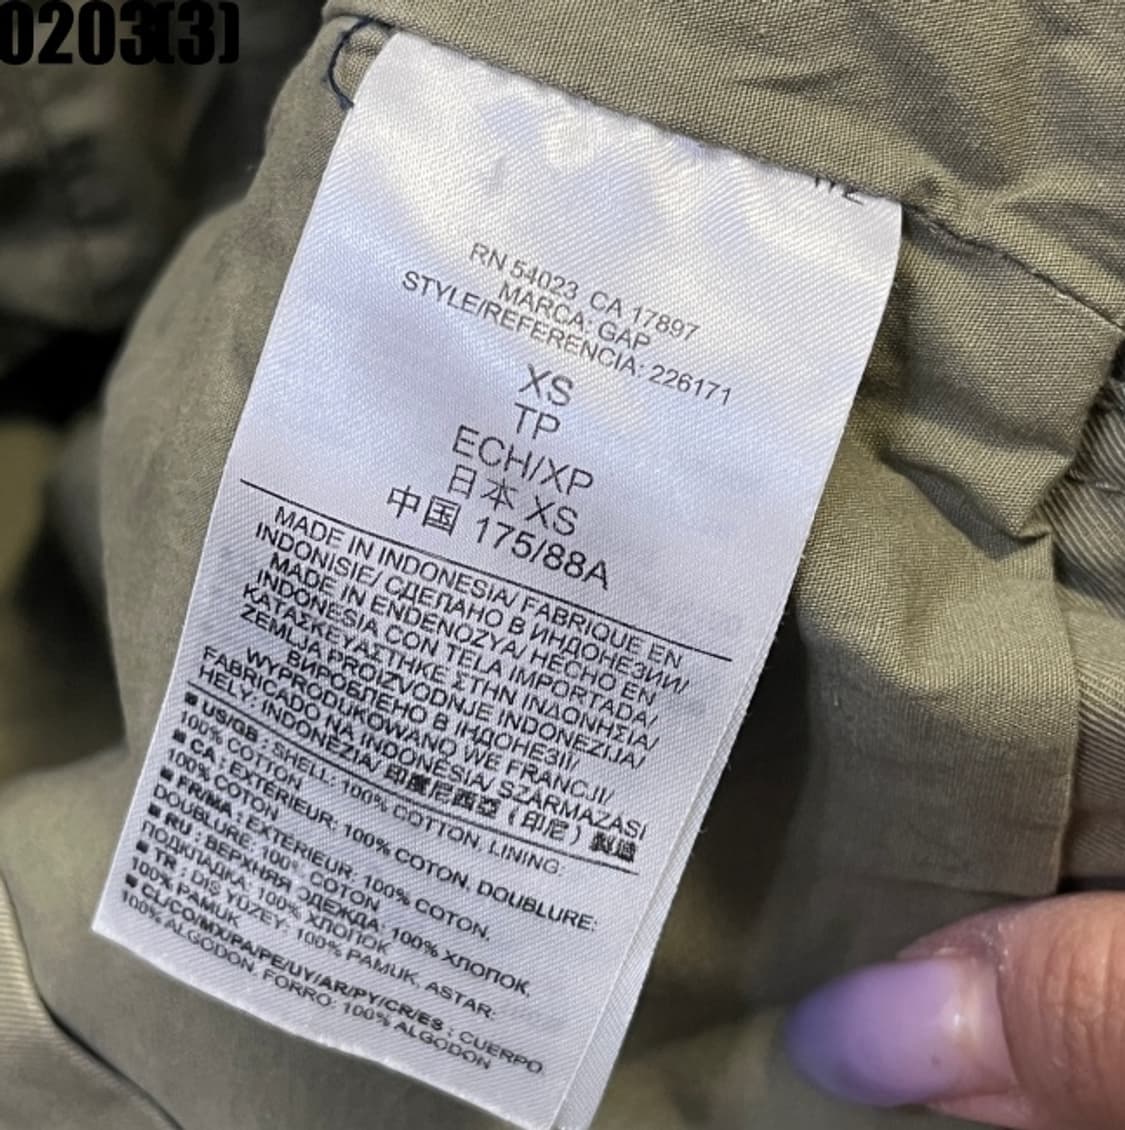 0203(3)
RN 54023 CA 17897
MARCA: GAP
STYLE/REFERENCIA: 226171
XS
TP
ECH/XP
日本 XS
中国 175/88A
MADE IN INDONESIA/ FABRIQUE EN
INDONISIE/ СДЕЛАНО В ИНДОНЕЗИИ/
MADE IN ENDENOZYA/ HECHO EN
INDONESIA CON TELA IMPORTADA/
ΚΑΤΑΣΚΕΥΑΣΤΗΚΕ ΣΤΗΝ ΙΝΔΟΝΗΣΙΑ/
ZEMLJA PROIZVODNJE INDONEZIJA/
ВИРОБЛЕНО В ІНДОНЕЗІЇ/
WYPRODUKOWANO WE FRANCJI/
FABRICADO NA INDONÉSIA/ SZÁRMAZÁSI
HELY: INDONÉZIA/ 印度尼西亞（印尼）製造
■ US/GB : SHELL: 100% COTTON, LINING:
100% COTTON
■ CA : EXTÉRIEUR: 100% COTON, DOUBLURE:
100% COTON
■ FR/MA : EXTÉRIEUR: 100% COTON,
DOUBLURE: 100% COTON
■ RU : ВЕРХНЯЯ ОДЕЖДА: 100% ХЛОПОК,
ПОДКЛАДКА: 100% ХЛОПОК
■ TR : DIŞ YÜZEY: 100% PAMUK, ASTAR:
100% PAMUK
■ CL/CO/MX/PA/PE/UY/AR/PY/CR/ES : CUERPO:
100% ALGODON, FORRO: 100% ALGODON